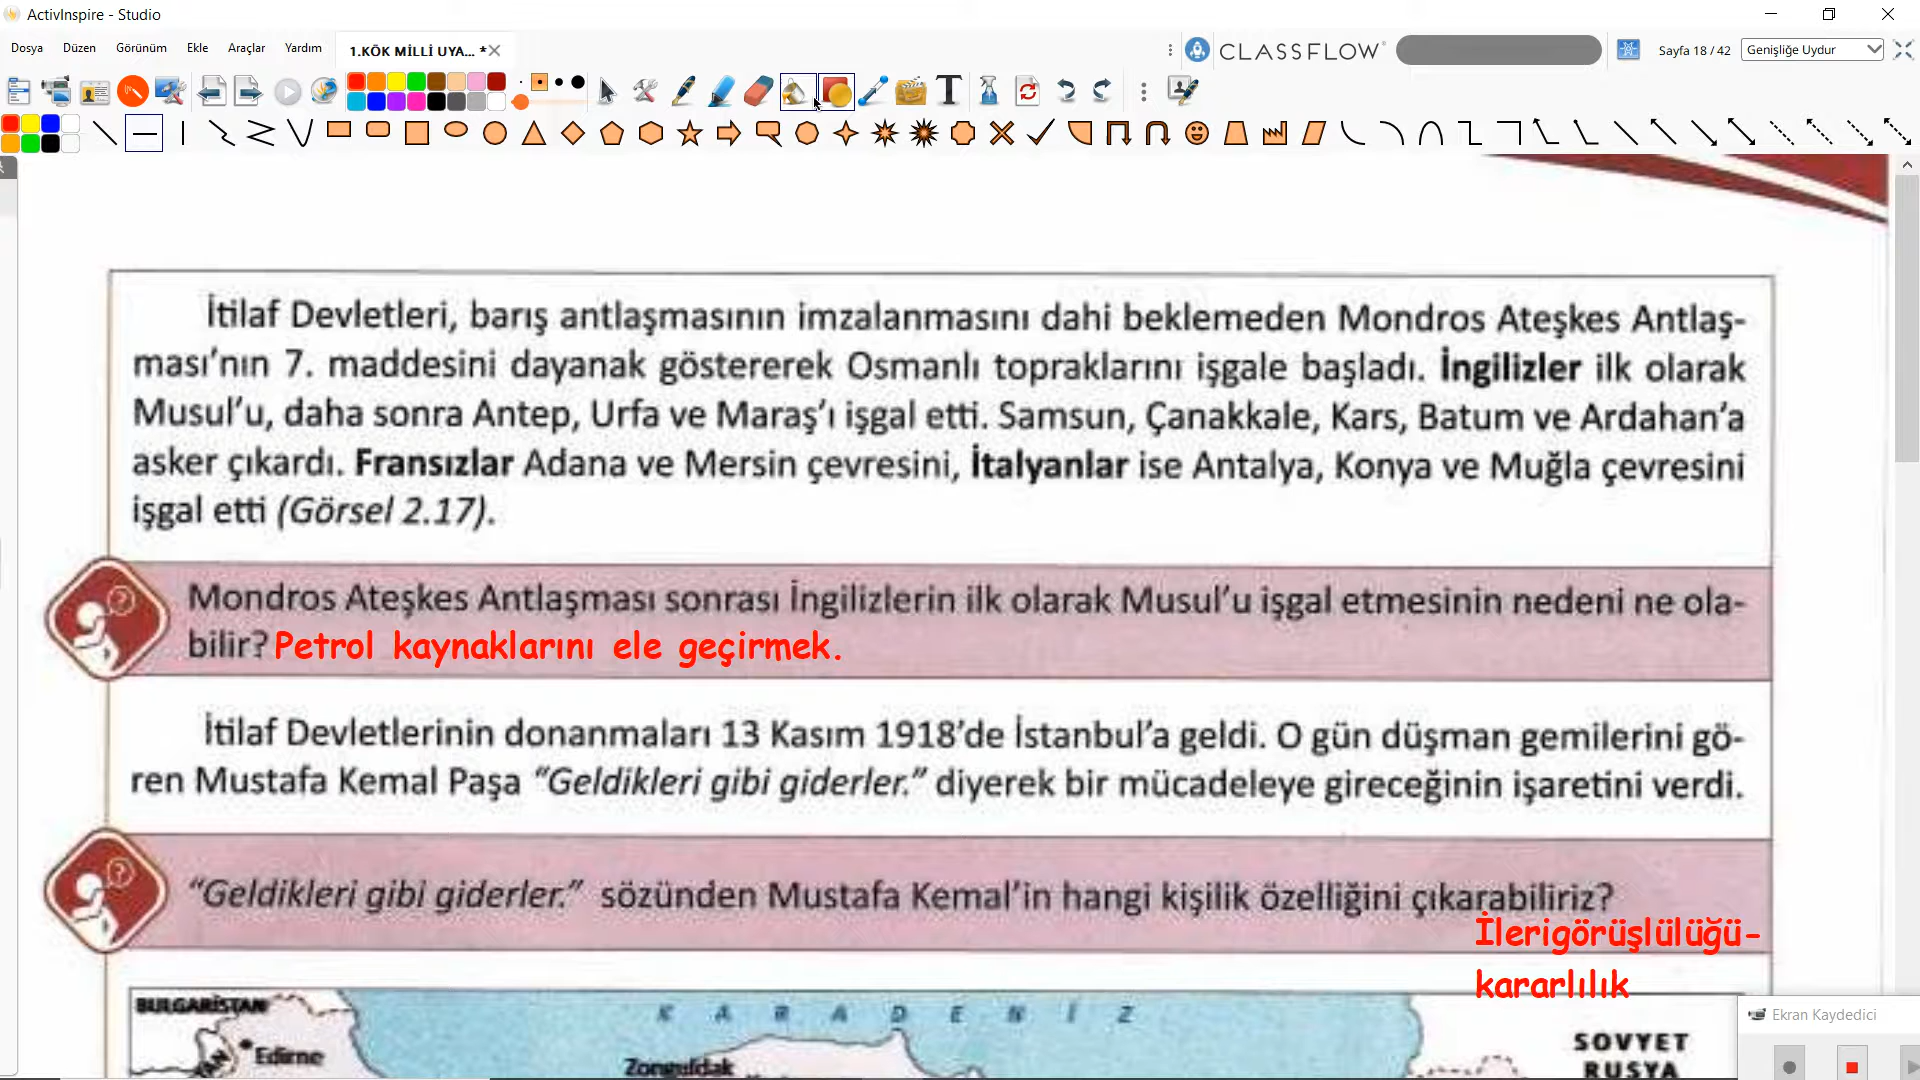 ActivInspire - Studio
Dosya Düzen Görünüm Ekle Araçlar Yardım 1.KÖK MİLLİ UYA... * CLASSFLOW Sayfa 18 / 42 Genişliğe Uydur
İtilaf Devletleri, barış antlaşmasının imzalanmasını dahi beklemeden Mondros Ateşkes Antlaş-
ması'nın 7. maddesini dayanak göstererek Osmanlı topraklarını işgale başladı. İngilizler ilk olarak
Musul'u, daha sonra Antep, Urfa ve Maraş'ı işgal etti. Samsun, Çanakkale, Kars, Batum ve Ardahan'a
asker çıkardı. Fransızlar Adana ve Mersin çevresini, İtalyanlar ise Antalya, Konya ve Muğla çevresini
işgal etti (Görsel 2.17).
Mondros Ateşkes Antlaşması sonrası İngilizlerin ilk olarak Musul'u işgal etmesinin nedeni ne ola-
bilir? Petrol kaynaklarını ele geçirmek.
İtilaf Devletlerinin donanmaları 13 Kasım 1918'de İstanbul'a geldi. O gün düşman gemilerini gö-
ren Mustafa Kemal Paşa "Geldikleri gibi giderler." diyerek bir mücadeleye gireceğinin işaretini verdi.
"Geldikleri gibi giderler." sözünden Mustafa Kemal'in hangi kişilik özelliğini çıkarabiliriz?
İlerigörüşlülüğü-
kararlılık
BULGARİSTAN
KARADENİZ
Edirne
Zonguldak
SOVYET
RUSYA
Ekran Kaydedici